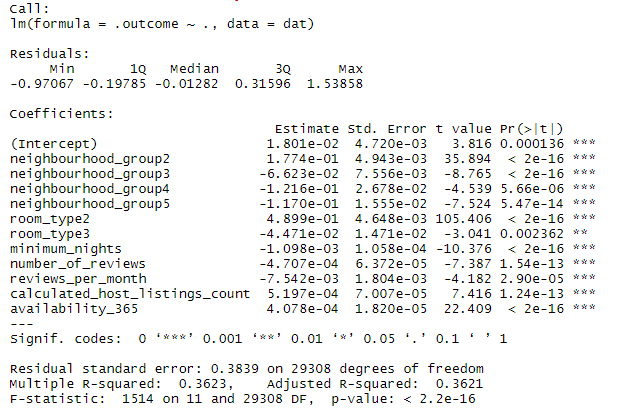 Call:
lm(formula = .outcome ~ ., data = dat)
Residuals:
Min 1Q Median 3Q Max
-0.97067 -0.19785 -0.01282 0.31596 1.53858
Coefficients:
Estimate Std. Error t value Pr(>|t|)
(Intercept) 1.801e-02 4.720e-03 3.816 0.000136 ***
neighbourhood_group2 1.774e-01 4.943e-03 35.894 < 2e-16 ***
neighbourhood_group3 -6.623e-02 7.556e-03 -8.765 < 2e-16 ***
neighbourhood_group4 -1.216e-01 2.678e-02 -4.539 5.66e-06 ***
neighbourhood_group5 -1.170e-01 1.555e-02 -7.524 5.47e-14 ***
room_type2 4.899e-01 4.648e-03 105.406 < 2e-16 ***
room_type3 -4.471e-02 1.471e-02 -3.041 0.002362 **
minimum_nights -1.098e-03 1.058e-04 -10.376 < 2e-16 ***
number_of_reviews -4.707e-04 6.372e-05 -7.387 1.54e-13 ***
reviews_per_month -7.542e-03 1.804e-03 -4.182 2.90e-05 ***
calculated_host_listings_count 5.197e-04 7.007e-05 7.416 1.24e-13 ***
availability_365 4.078e-04 1.820e-05 22.409 < 2e-16 ***
---
Signif. codes: 0 ‘***’ 0.001 ‘**’ 0.01 ‘*’ 0.05 ‘.’ 0.1 ‘ ’ 1
Residual standard error: 0.3839 on 29308 degrees of freedom
Multiple R-squared: 0.3623, Adjusted R-squared: 0.3621
F-statistic: 1514 on 11 and 29308 DF, p-value: < 2.2e-16